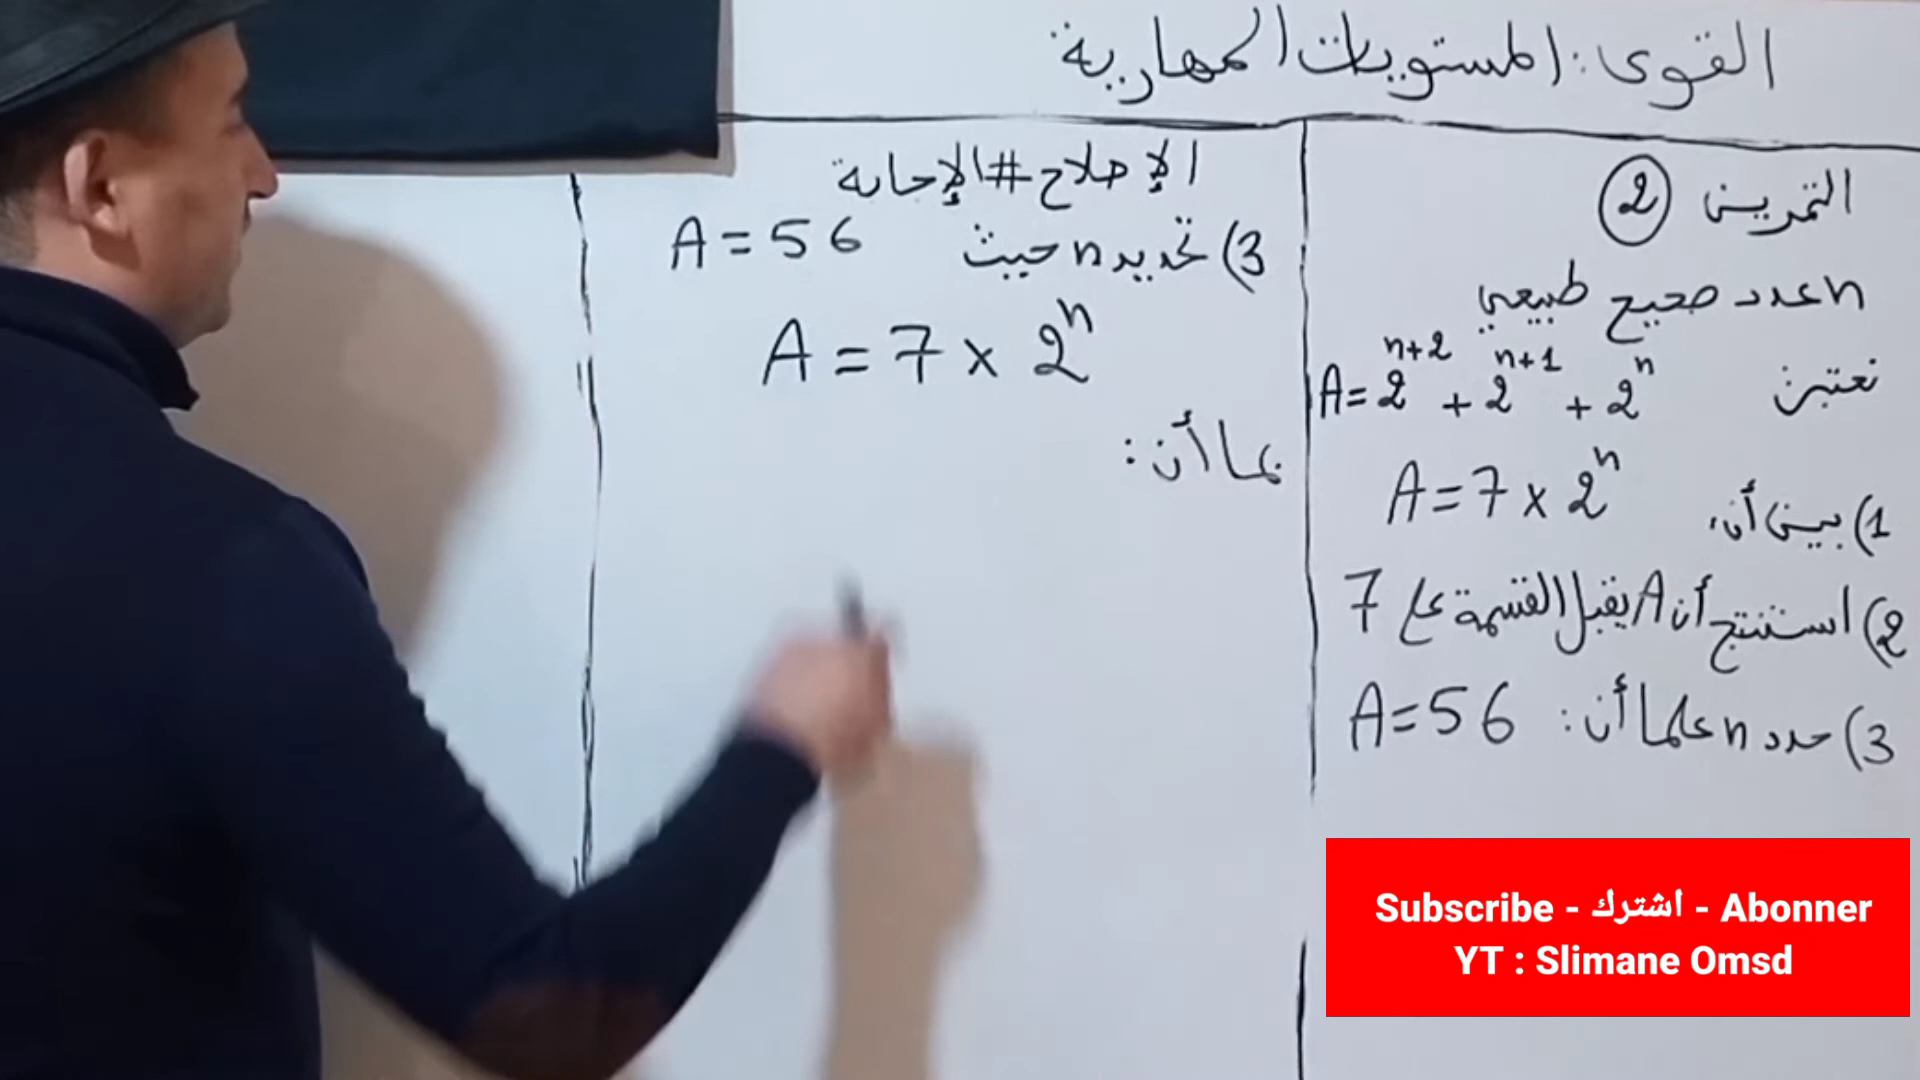 القوى: المستويات المهارية
التمرين 2
n عدد صحيح طبيعي
نعتبر A = 2^{n+2} + 2^{n+1} + 2^n
1) بين أن: A = 7 × 2^n
2) استنتج أن A يقبل القسمة على 7
3) حدد n علما أن: A = 56
الإصلاح # الإجابة
3) تحديد n حيث A = 56
A = 7 × 2^n
بما أن:
Subscribe - اشترك - Abonner
YT : Slimane Omsd